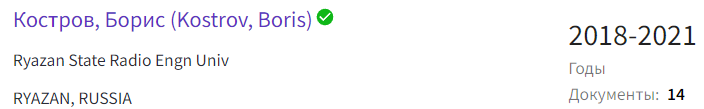 Костров, Борис (Kostrov, Boris)
Ryazan State Radio Engn Univ
RYAZAN, RUSSIA
2018-2021
Годы
Документы: 14